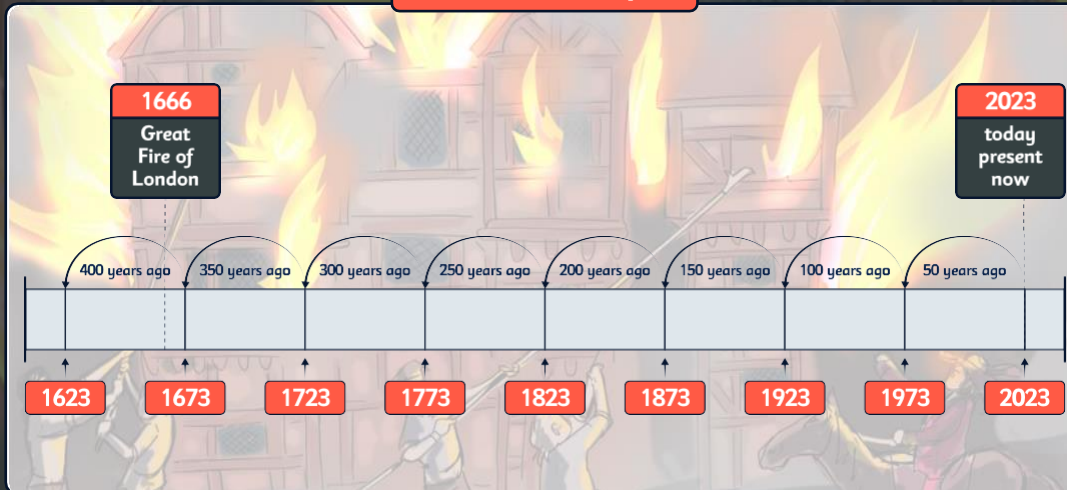 1666
Great
Fire of
London
2023
today
present
now
400 years ago
350 years ago
300 years ago
250 years ago
200 years ago
150 years ago
100 years ago
50 years ago
1623
1673
1723
1773
1823
1873
1923
1973
2023